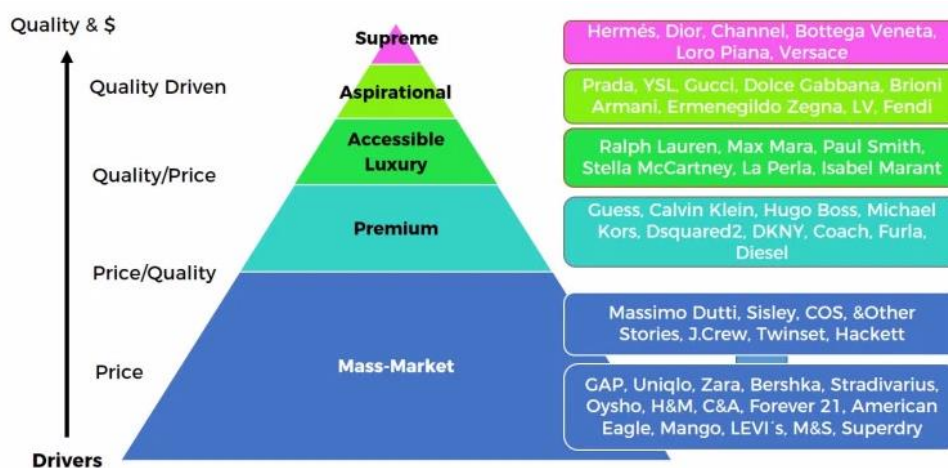 Quality & $
Quality Driven
Quality/Price
Price/Quality
Price
Drivers
Supreme
Aspirational
Accessible
Luxury
Premium
Mass-Market
Hermés, Dior, Channel, Bottega Veneta,
Loro Piana, Versace
Prada, YSL, Gucci, Dolce Gabbana, Brioni
Armani, Ermenegildo Zegna, LV, Fendi
Ralph Lauren, Max Mara, Paul Smith,
Stella McCartney, La Perla, Isabel Marant
Guess, Calvin Klein, Hugo Boss, Michael
Kors, Dsquared2, DKNY, Coach, Furla,
Diesel
Massimo Dutti, Sisley, COS, &Other
Stories, J.Crew, Twinset, Hackett
GAP, Uniqlo, Zara, Bershka, Stradivarius,
Oysho, H&M, C&A, Forever 21, American
Eagle, Mango, LEVI´s, M&S, Superdry